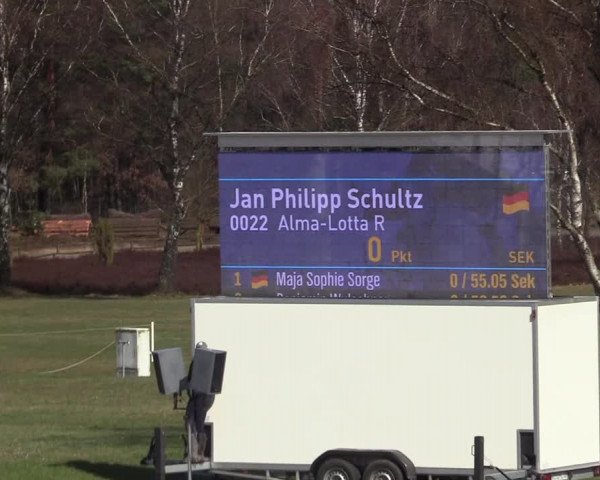 Jan Philipp Schultz
0022 Alma-Lotta R
0 Pkt SEK
1 Maja Sophie Sorge 0 / 55.05 Sek